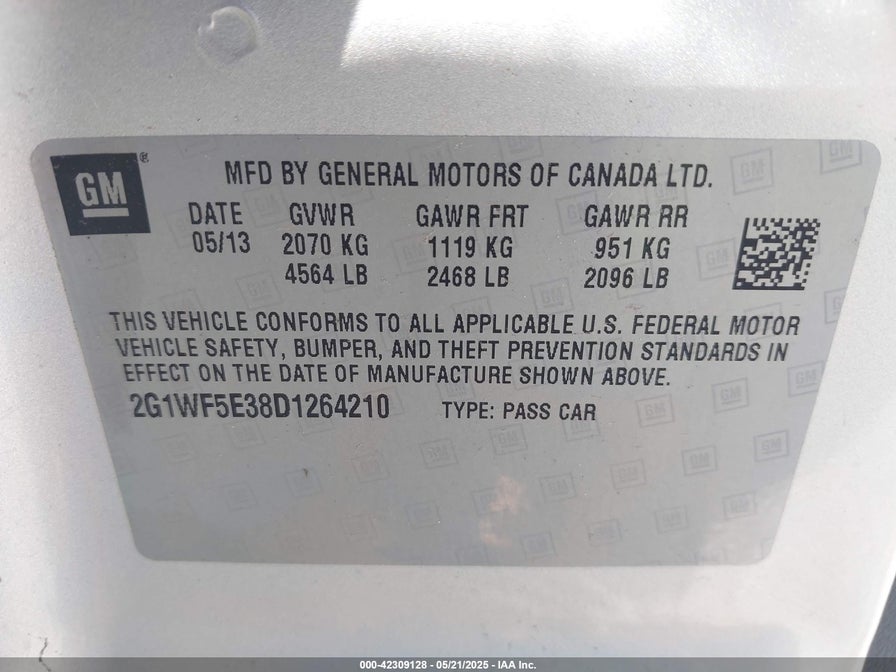 GM®
MFD BY GENERAL MOTORS OF CANADA LTD.
DATE GVWR GAWR FRT GAWR RR
05/13 2070 KG 1119 KG 951 KG
4564 LB 2468 LB 2096 LB
THIS VEHICLE CONFORMS TO ALL APPLICABLE U.S. FEDERAL MOTOR
VEHICLE SAFETY, BUMPER, AND THEFT PREVENTION STANDARDS IN
EFFECT ON THE DATE OF MANUFACTURE SHOWN ABOVE.
2G1WF5E38D1264210 TYPE: PASS CAR
000-42309128 - 05/21/2025 - IAA Inc.